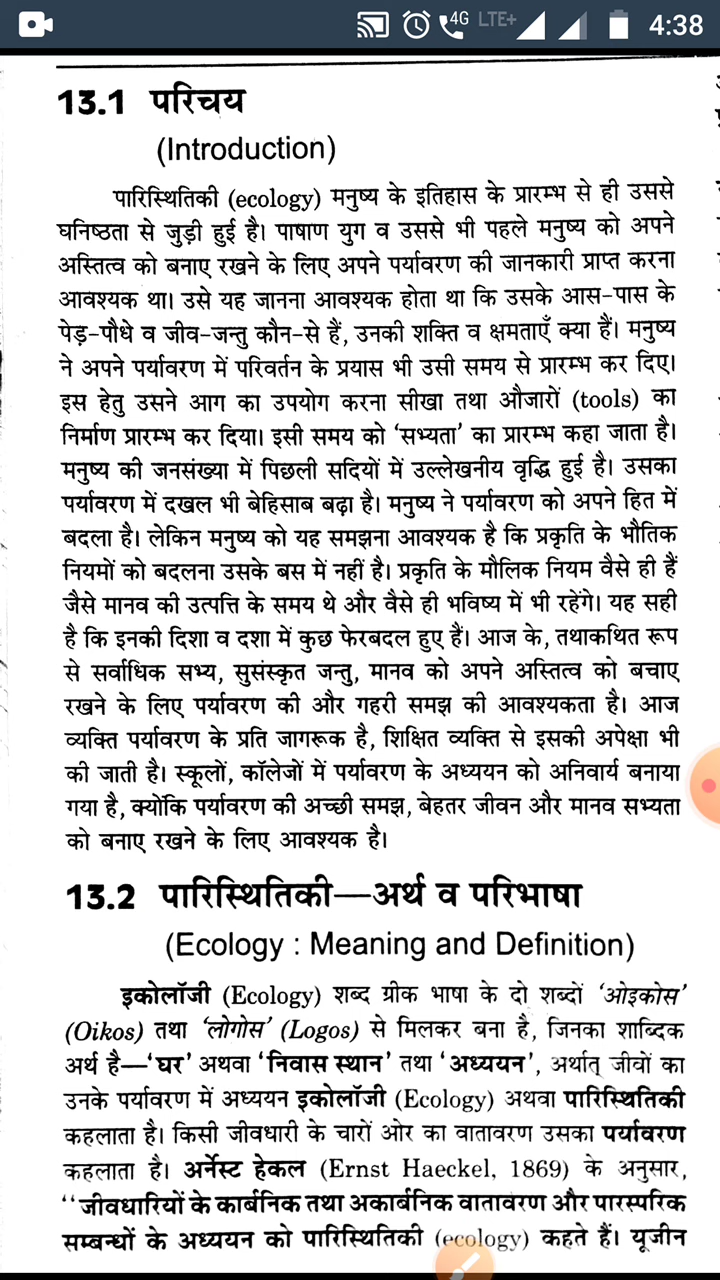 4G LTE+ 4:38
13.1 परिचय
(Introduction)
पारिस्थितिकी (ecology) मनुष्य के इतिहास के प्रारम्भ से ही उससे
घनिष्ठता से जुड़ी हुई है। पाषाण युग व उससे भी पहले मनुष्य को अपने
अस्तित्व को बनाए रखने के लिए अपने पर्यावरण की जानकारी प्राप्त करना
आवश्यक था। उसे यह जानना आवश्यक होता था कि उसके आस-पास के
पेड़-पौधे व जीव-जन्तु कौन-से हैं, उनकी शक्ति व क्षमताएँ क्या हैं। मनुष्य
ने अपने पर्यावरण में परिवर्तन के प्रयास भी उसी समय से प्रारम्भ कर दिए।
इस हेतु उसने आग का उपयोग करना सीखा तथा औजारों (tools) का
निर्माण प्रारम्भ कर दिया। इसी समय को ‘सभ्यता’ का प्रारम्भ कहा जाता है।
मनुष्य की जनसंख्या में पिछली सदियों में उल्लेखनीय वृद्धि हुई है। उसका
पर्यावरण में दखल भी बेहिसाब बढ़ा है। मनुष्य ने पर्यावरण को अपने हित में
बदला है। लेकिन मनुष्य को यह समझना आवश्यक है कि प्रकृति के भौतिक
नियमों को बदलना उसके बस में नहीं है। प्रकृति के मौलिक नियम वैसे ही हैं
जैसे मानव की उत्पत्ति के समय थे और वैसे ही भविष्य में भी रहेंगे। यह सही
है कि इनकी दिशा व दशा में कुछ फेरबदल हुए हैं। आज के, तथाकथित रूप
से सर्वाधिक सभ्य, सुसंस्कृत जन्तु, मानव को अपने अस्तित्व को बचाए
रखने के लिए पर्यावरण की और गहरी समझ की आवश्यकता है। आज
व्यक्ति पर्यावरण के प्रति जागरूक है, शिक्षित व्यक्ति से इसकी अपेक्षा भी
की जाती है। स्कूलों, कॉलेजों में पर्यावरण के अध्ययन को अनिवार्य बनाया
गया है, क्योंकि पर्यावरण की अच्छी समझ, बेहतर जीवन और मानव सभ्यता
को बनाए रखने के लिए आवश्यक है।
13.2 पारिस्थितिकी—अर्थ व परिभाषा
(Ecology : Meaning and Definition)
इकोलॉजी (Ecology) शब्द ग्रीक भाषा के दो शब्दों ‘ओइकोस’
(Oikos) तथा ‘लोगोस’ (Logos) से मिलकर बना है, जिनका शाब्दिक
अर्थ है—‘घर’ अथवा ‘निवास स्थान’ तथा ‘अध्ययन’, अर्थात् जीवों का
उनके पर्यावरण में अध्ययन इकोलॉजी (Ecology) अथवा पारिस्थितिकी
कहलाता है। किसी जीवधारी के चारों ओर का वातावरण उसका पर्यावरण
कहलाता है। अर्नेस्ट हेकल (Ernst Haeckel, 1869) के अनुसार,
‘‘जीवधारियों के कार्बनिक तथा अकार्बनिक वातावरण और पारस्परिक
सम्बन्धों के अध्ययन को पारिस्थितिकी (ecology) कहते हैं। यूजीन